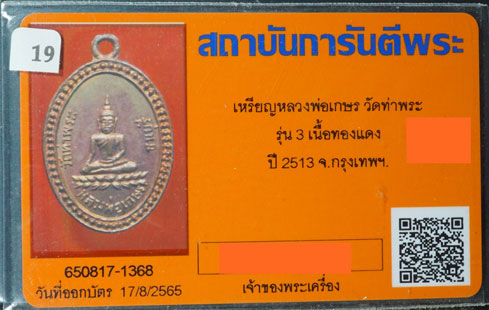 19
สถาบันการันตีพระ
เหรียญหลวงพ่อเกษร วัดท่าพระ
รุ่น 3 เนื้อทองแดง
ปี 2513 จ.กรุงเทพฯ.
650817-1368
วันที่ออกบัตร 17/8/2565
เจ้าของพระเครื่อง